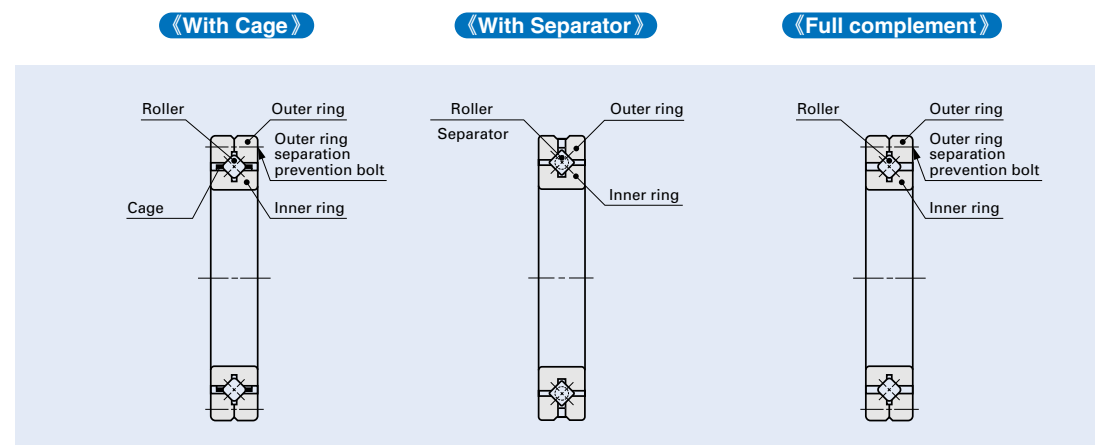 《With Cage》
《With Separator》
《Full complement》
Roller
Outer ring
Outer ring
separation
prevention bolt
Cage
Inner ring
Roller
Separator
Outer ring
Inner ring
Roller
Outer ring
Outer ring
separation
prevention bolt
Inner ring